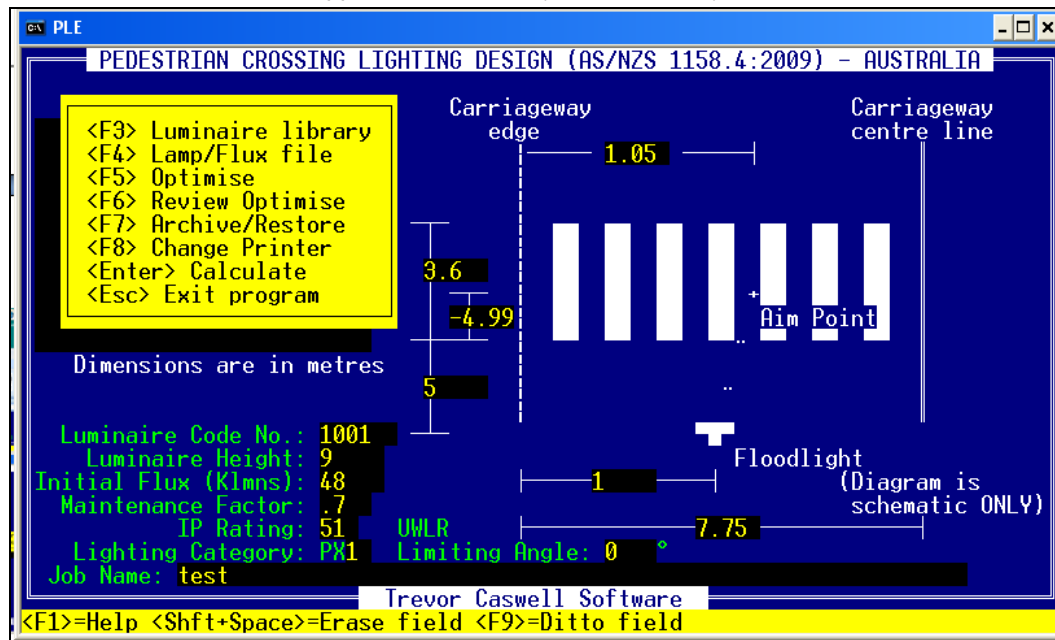 PLE
PEDESTRIAN CROSSING LIGHTING DESIGN (AS/NZS 1158.4:2009) - AUSTRALIA
<F3> Luminaire library
<F4> Lamp/Flux file
<F5> Optimise
<F6> Review Optimise
<F7> Archive/Restore
<F8> Change Printer
<Enter> Calculate
<Esc> Exit program
Carriageway
edge
Carriageway
centre line
1.05
3.6
-4.99
Aim Point
Dimensions are in metres
5
Luminaire Code No.: 1001
Luminaire Height: 9
Floodlight
Initial Flux (Klmns): 48
1
(Diagram is
schematic ONLY)
Maintenance Factor: .7
IP Rating: 51 UWLR
7.75
Lighting Category: PX1 Limiting Angle: 0 °
Job Name: test
Trevor Caswell Software
<F1>=Help <Shft+Space>=Erase field <F9>=Ditto field